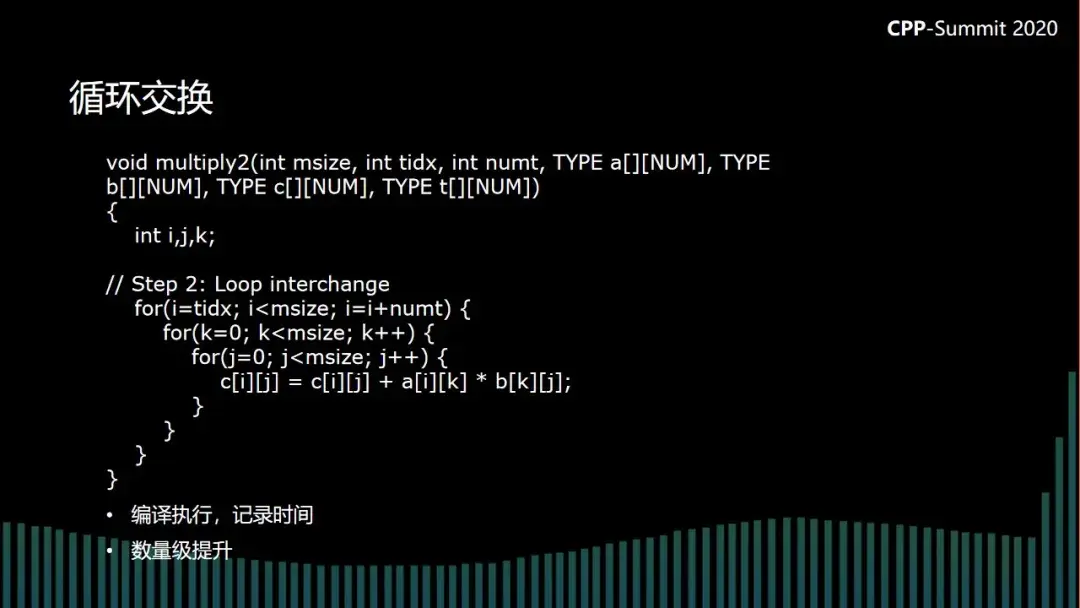 CPP-Summit 2020
循环交换
void multiply2(int msize, int tidx, int numt, TYPE a[][NUM], TYPE
b[][NUM], TYPE c[][NUM], TYPE t[][NUM])
{
int i,j,k;
// Step 2: Loop interchange
for(i=tidx; i<msize; i=i+numt) {
for(k=0; k<msize; k++) {
for(j=0; j<msize; j++) {
c[i][j] = c[i][j] + a[i][k] * b[k][j];
}
}
}
}
• 编译执行，记录时间
• 数量级提升